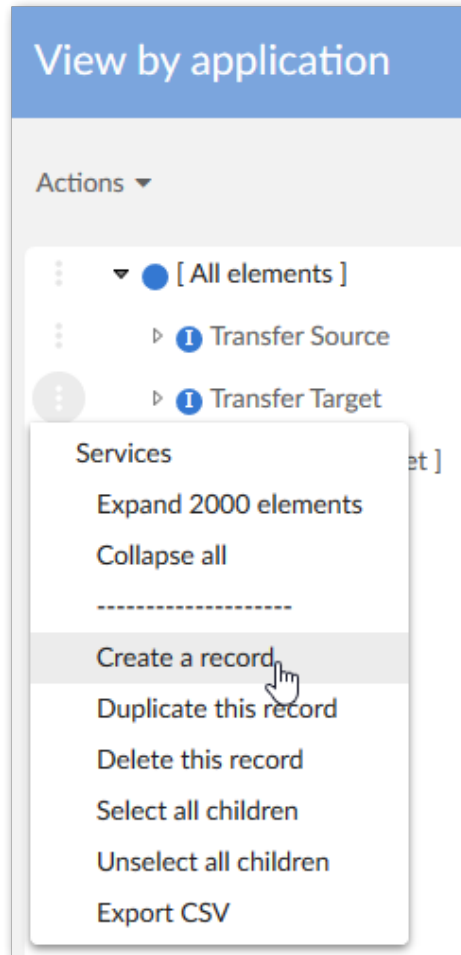 View by application
Actions
[ All elements ]
I Transfer Source
I Transfer Target
et ]
Services
Expand 2000 elements
Collapse all
--------------------
Create a record
Duplicate this record
Delete this record
Select all children
Unselect all children
Export CSV